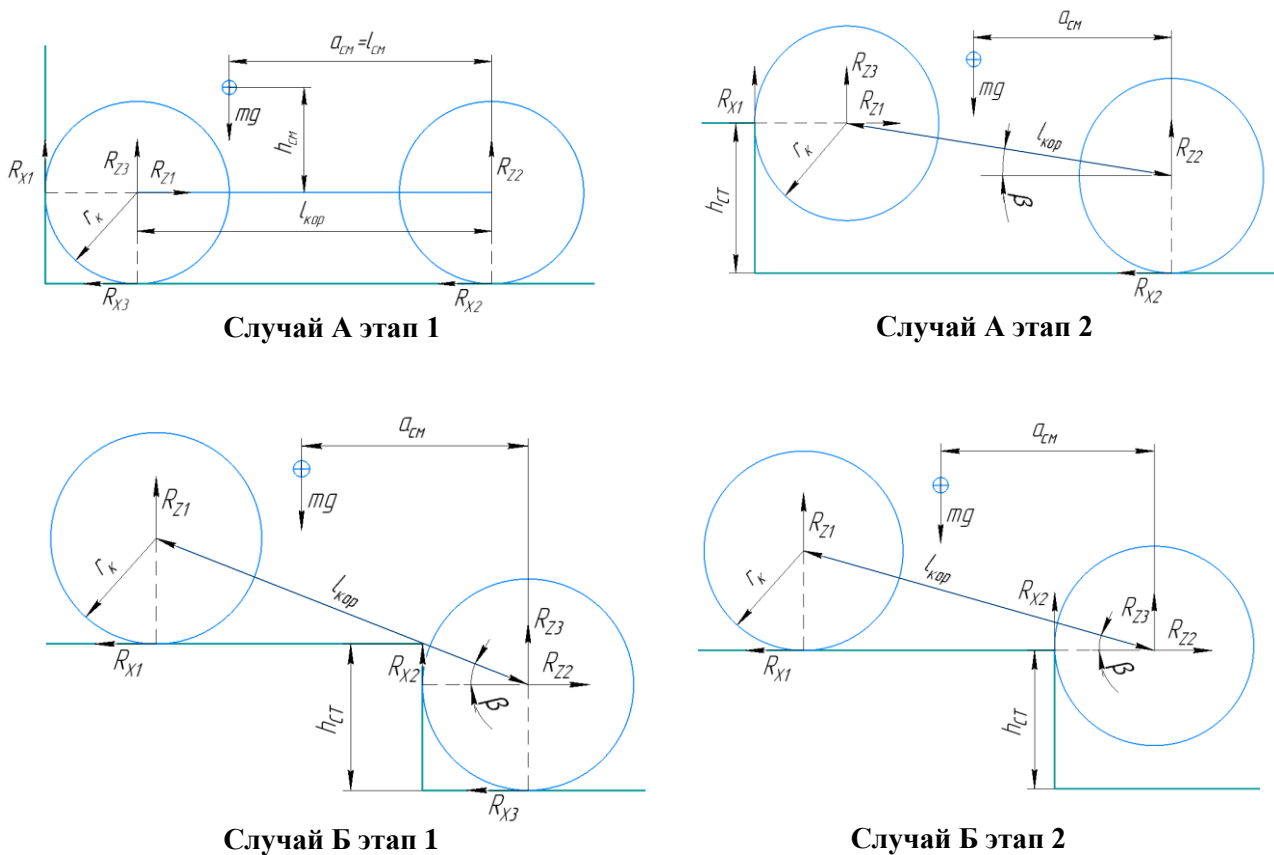 a_см=l_см
mg
h_см
R_X1
R_Z3
R_Z1
R_Z2
r_к
l_кор
R_X3
R_X2
Случай А этап 1
a_см
R_Z3
mg
R_X1
R_Z1
l_кор
R_Z2
r_к
h_ст
β
R_X2
Случай А этап 2
a_см
mg
R_Z1
r_к
l_кор
R_Z3
R_X1
R_X2
R_Z2
β
h_ст
R_X3
Случай Б этап 1
a_см
mg
R_Z1
r_к
l_кор
R_X2
R_Z3
R_X1
R_Z2
β
h_ст
Случай Б этап 2